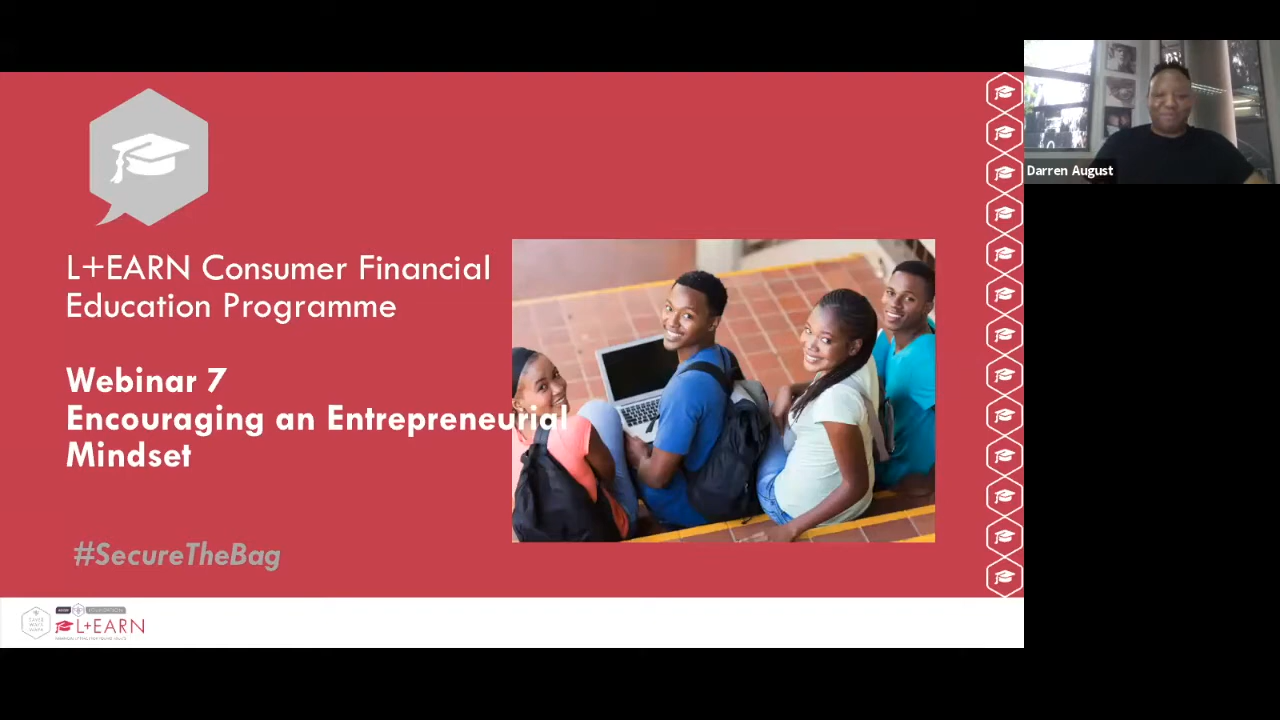 L+EARN Consumer Financial
Education Programme
Webinar 7
Encouraging an Entrepreneurial
Mindset
#SecureTheBag
L+EARN
Darren August